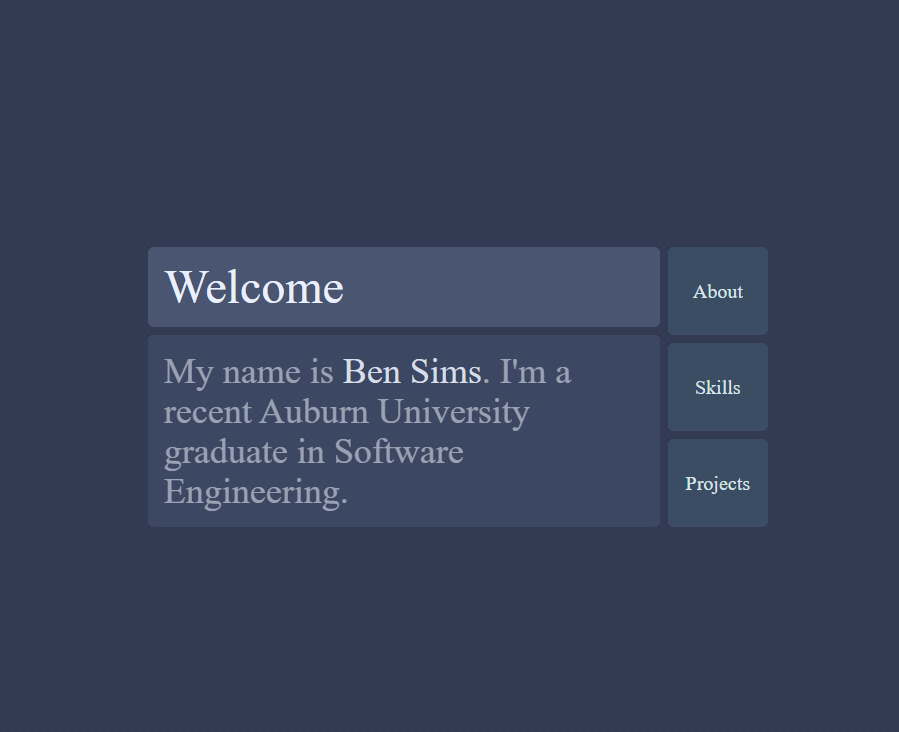 Welcome
My name is Ben Sims. I'm a
recent Auburn University
graduate in Software
Engineering.
About
Skills
Projects